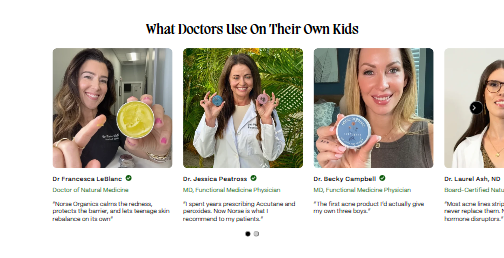 What Doctors Use On Their Own Kids
Dr Francesca LeBlanc
Doctor of Natural Medicine
"Norse Organics calms the redness,
protects the barrier, and lets teenage skin
rebalance on its own"
Dr. Jessica Peatross
MD, Functional Medicine Physician
"I spent years prescribing Accutane and
peroxides. Now Norse is what I
recommend to my patients."
Dr. Becky Campbell
MD, Functional Medicine Physician
"The first acne product I'd actually give
my own three boys."
Dr. Laurel Ash, ND
Board-Certified Natu
"Most acne lines strip
never replace them. N
hormone disruptors."